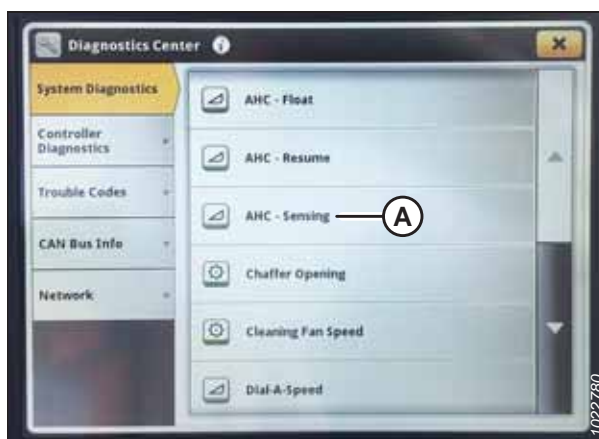 Diagnostics Center
System Diagnostics
Controller
Diagnostics
Trouble Codes
CAN Bus Info
Network
AHC - Float
AHC - Resume
AHC - Sensing
A
Chaffer Opening
Cleaning Fan Speed
Dial-A-Speed
1022780